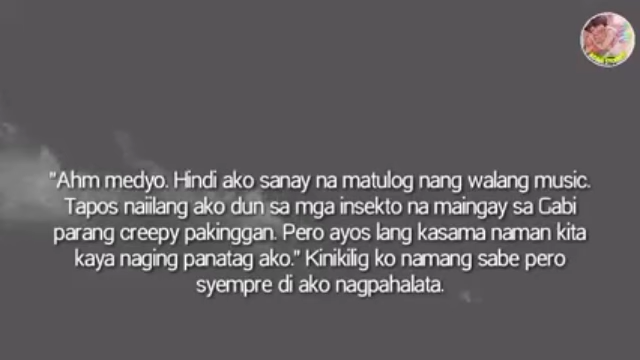 "Ahm medyo. Hindi ako sanay na matulog nang walang music.
Tapos naiilang ako dun sa mga insekto na maingay sa Gabi
parang creepy pakinggan. Pero ayos lang kasama naman kita
kaya naging panatag ako." Kinikilig ko namang sabe pero
syempre di ako nagpahalata.